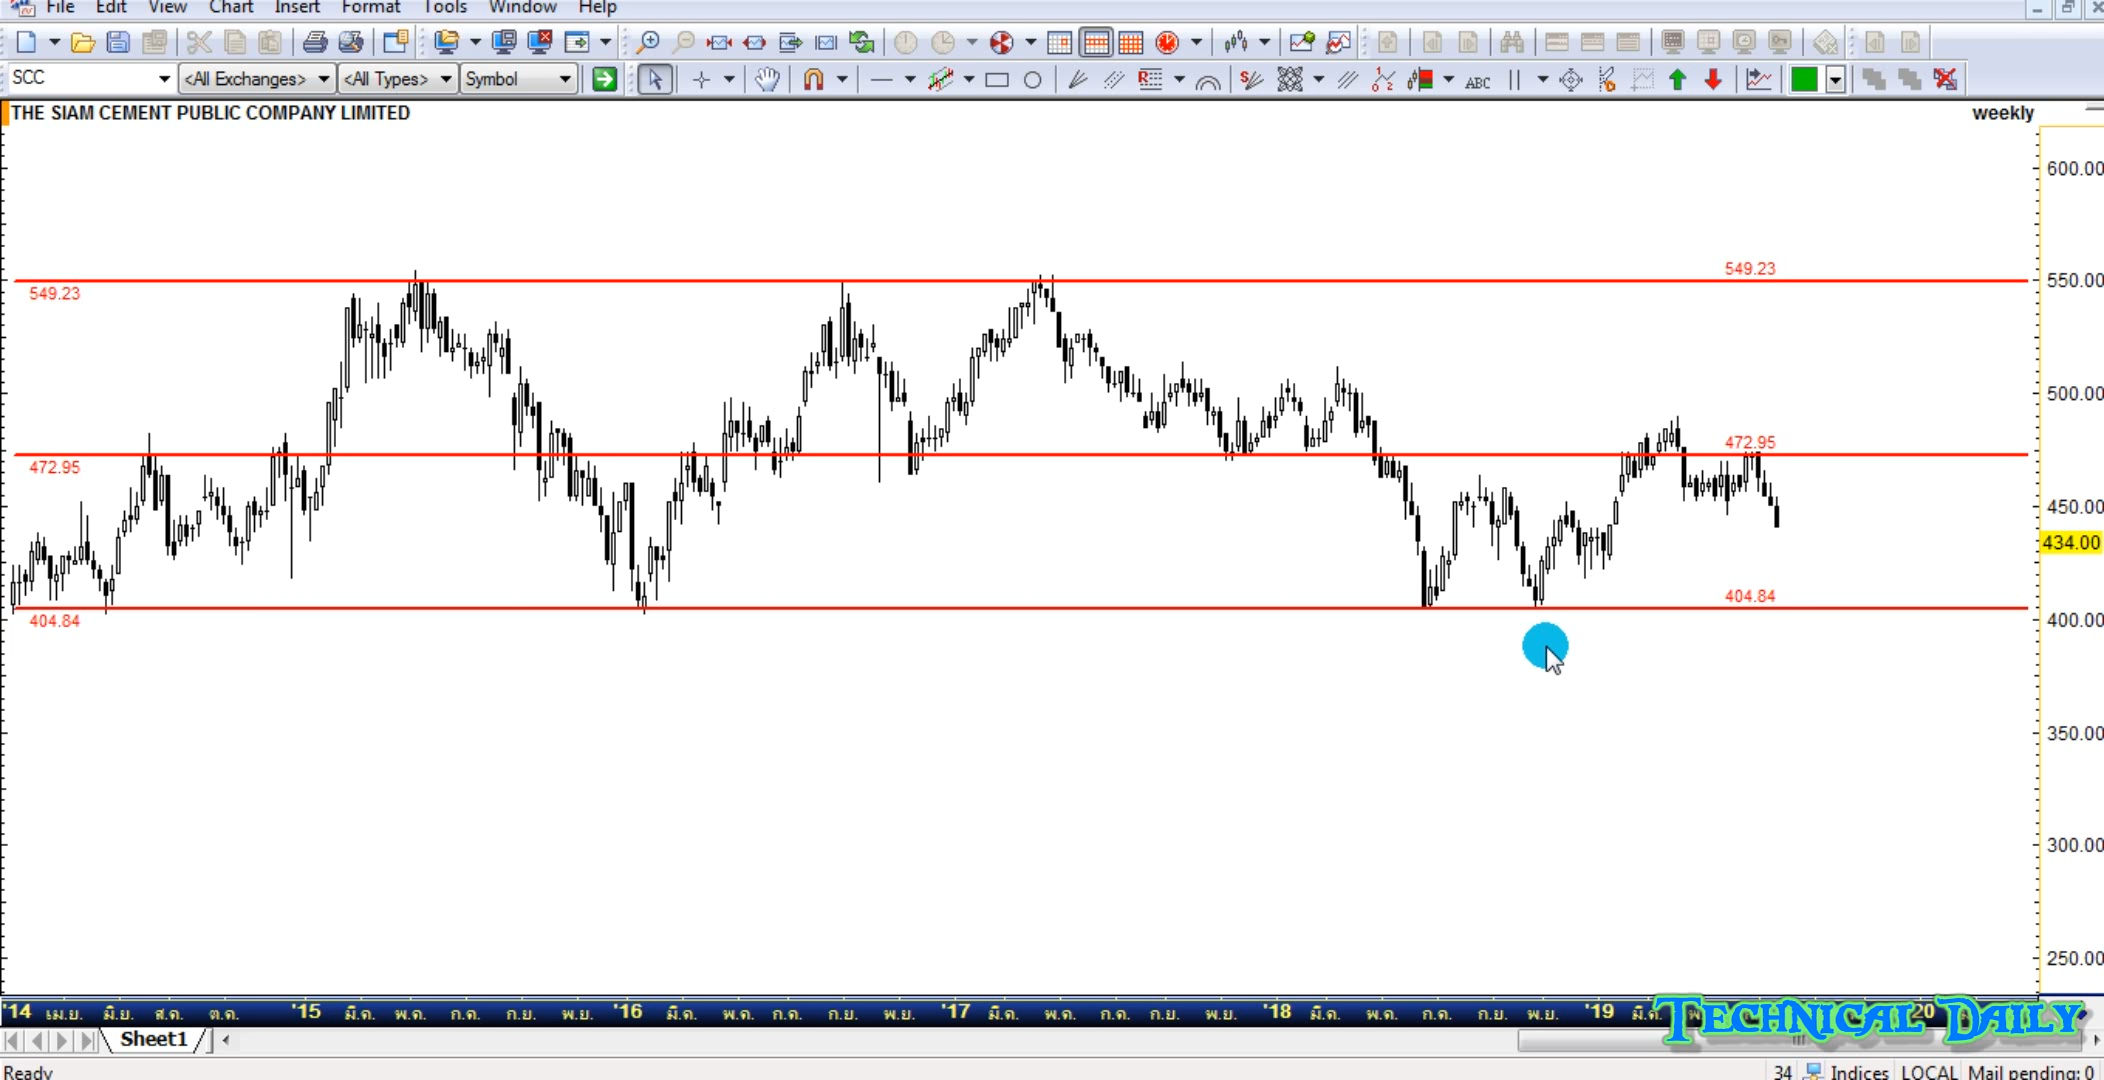 File Edit View Chart Insert Format Tools Window Help
SCC <All Exchanges> <All Types> Symbol ABC
THE SIAM CEMENT PUBLIC COMPANY LIMITED weekly
600.00
549.23
550.00
549.23
500.00
472.95
472.95
450.00
434.00
404.84
404.84
400.00
350.00
300.00
250.00
'14 เม.ย. มิ.ย. ส.ค. ต.ค. '15 มี.ค. พ.ค. ก.ค. ก.ย. พ.ย. '16 มี.ค. พ.ค. ก.ค. ก.ย. พ.ย. '17 มี.ค. พ.ค. ก.ค. ก.ย. พ.ย. '18 มี.ค. พ.ค. ก.ค. ก.ย. พ.ย. '19 มี.ค. 20
TECHNICAL DAILY
Sheet1
Ready 34 Indices LOCAL Mail pending: 0